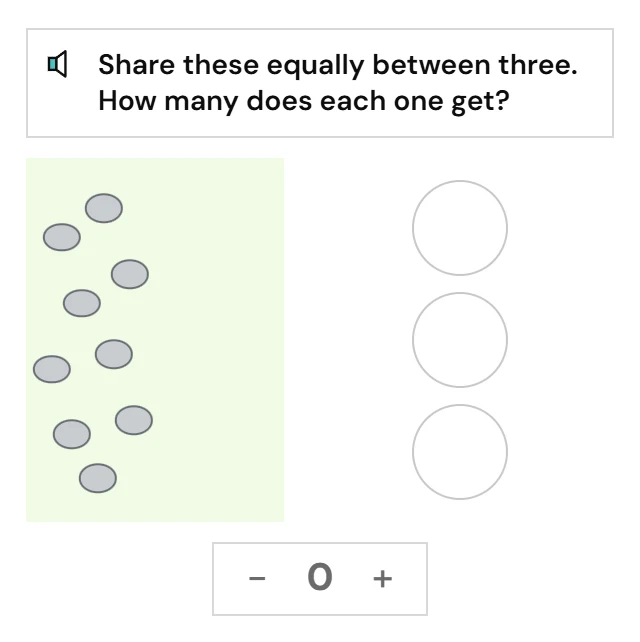 Share these equally between three.
How many does each one get?
− 0 +